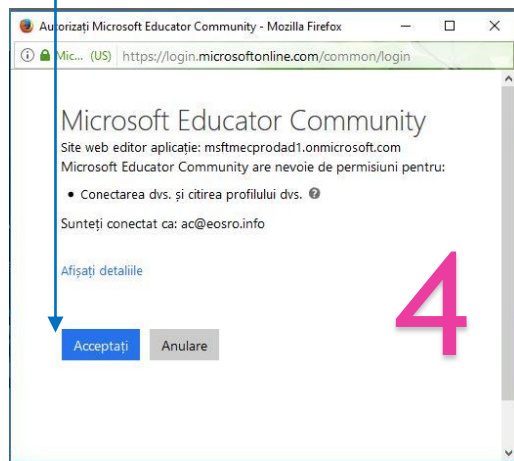 Autorizați Microsoft Educator Community - Mozilla Firefox
Mic... (US) https://login.microsoftonline.com/common/login
Microsoft Educator Community
Site web editor aplicație: msftmecprodad1.onmicrosoft.com
Microsoft Educator Community are nevoie de permisiuni pentru:
• Conectarea dvs. și citirea profilului dvs. ?
Sunteți conectat ca: ac@eosro.info
Afișați detaliile
4
Acceptați Anulare